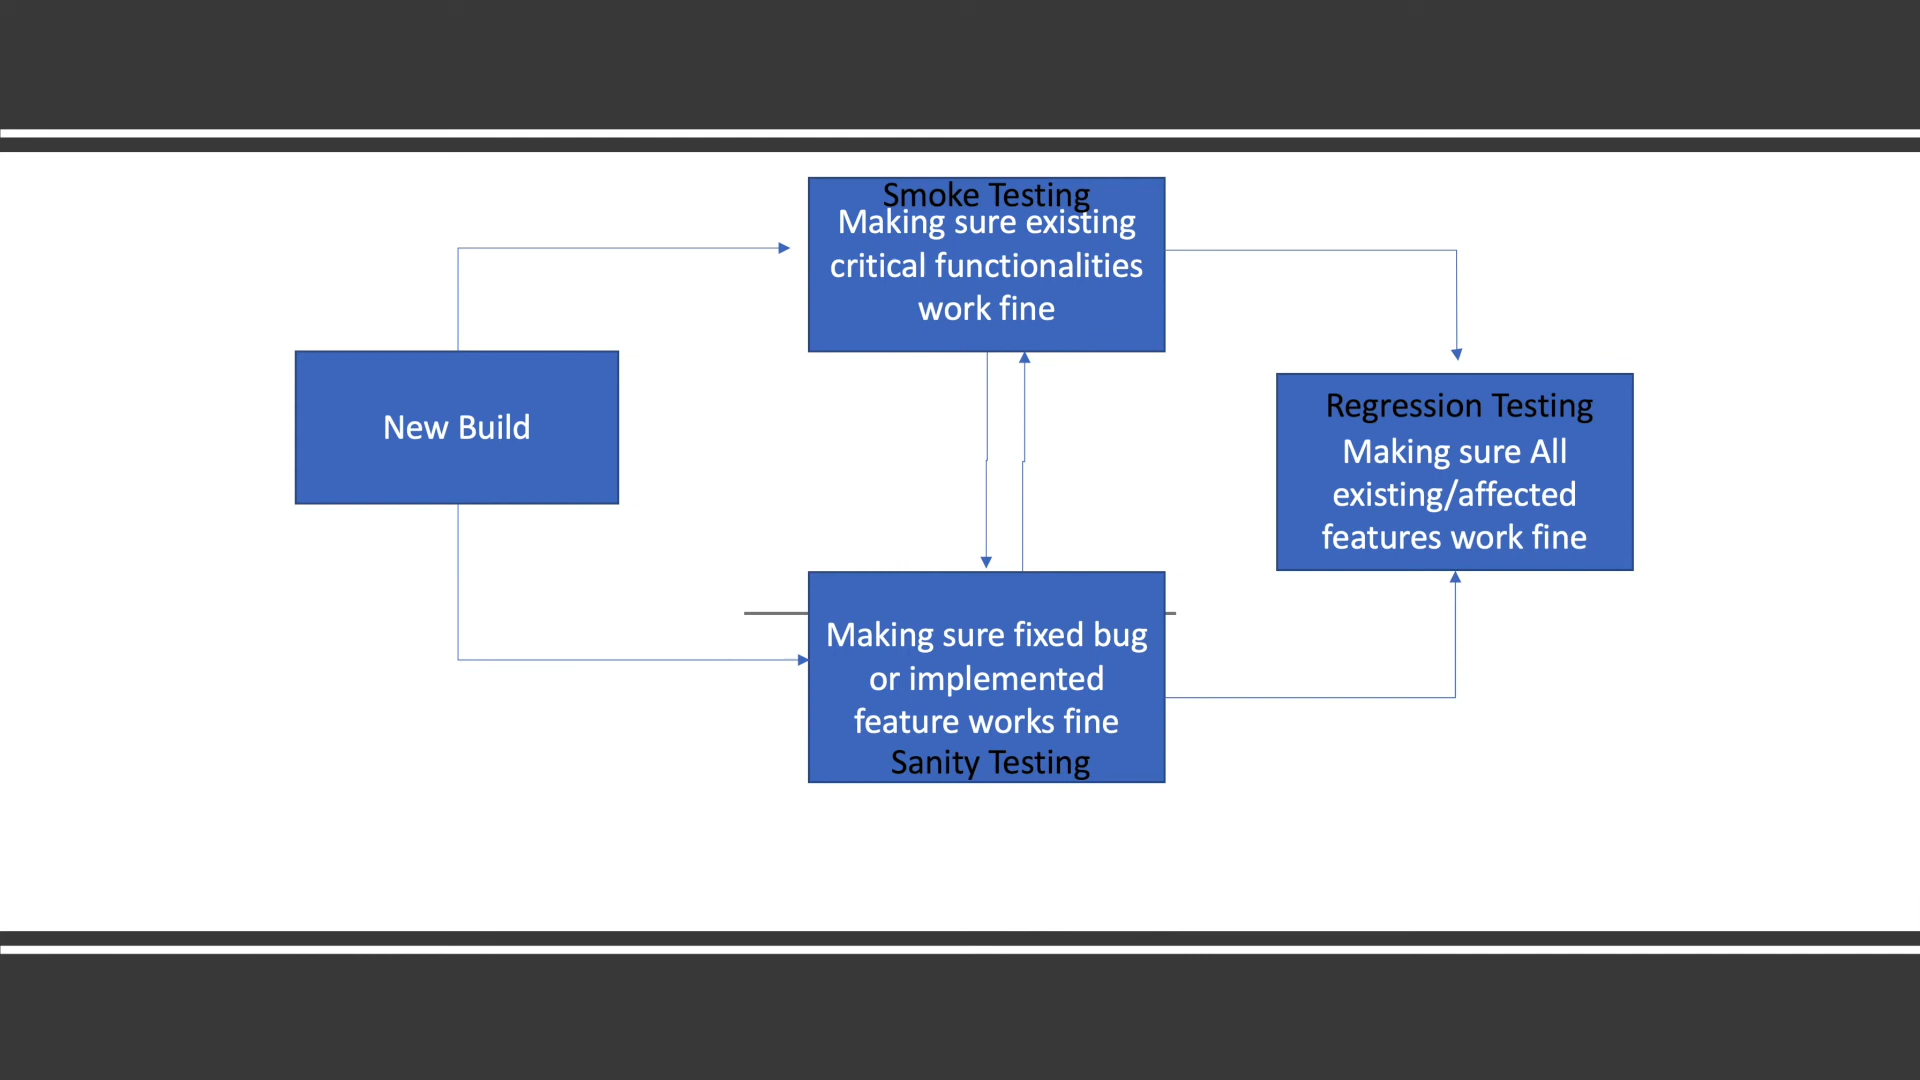 Smoke Testing
Making sure existing
critical functionalities
work fine
New Build
Regression Testing
Making sure All
existing/affected
features work fine
Making sure fixed bug
or implemented
feature works fine
Sanity Testing